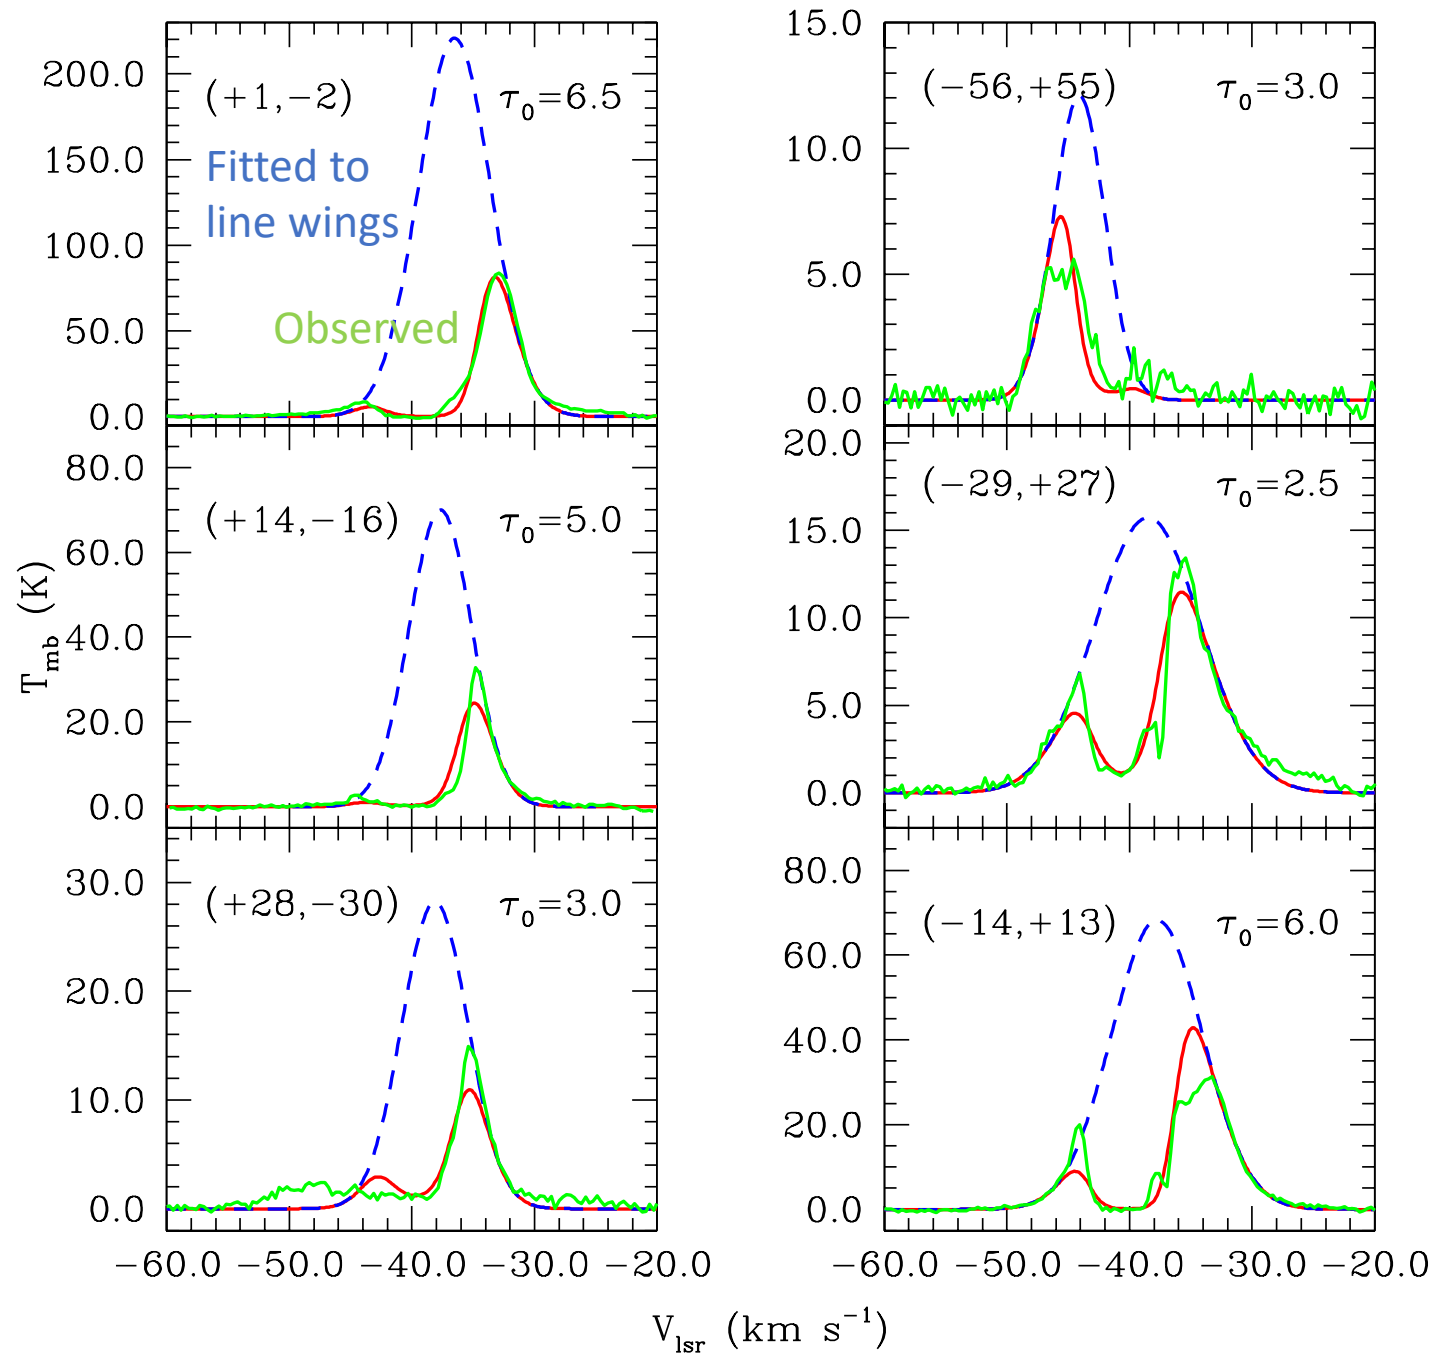 200.0
150.0
100.0
50.0
0.0
(+1,−2)
τ₀=6.5
Fitted to
line wings
Observed
15.0
10.0
5.0
0.0
(−56,+55)
τ₀=3.0
80.0
60.0
40.0
20.0
0.0
(+14,−16)
τ₀=5.0
20.0
15.0
10.0
5.0
0.0
(−29,+27)
τ₀=2.5
T_mb (K)
30.0
20.0
10.0
0.0
(+28,−30)
τ₀=3.0
80.0
60.0
40.0
20.0
0.0
(−14,+13)
τ₀=6.0
−60.0 −50.0 −40.0 −30.0 −20.0
−60.0 −50.0 −40.0 −30.0 −20.0
V_lsr (km s⁻¹)